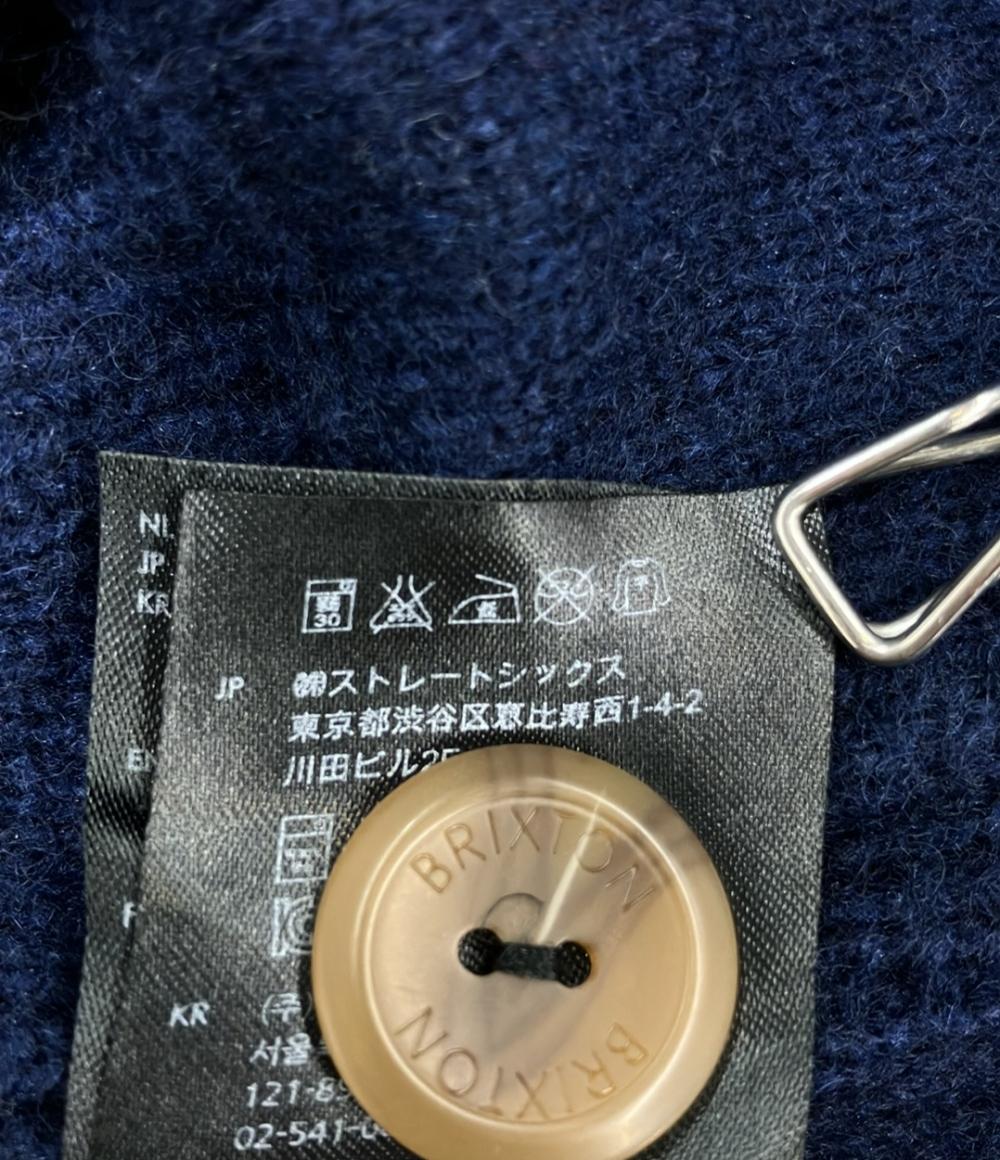 NL
JP
KR
30
JP ㈱ストレートシックス
東京都渋谷区恵比寿西1-4-2
川田ビル2F
BRIXTON
BRIXTON
KR (주
서울
121-8
02-541-0